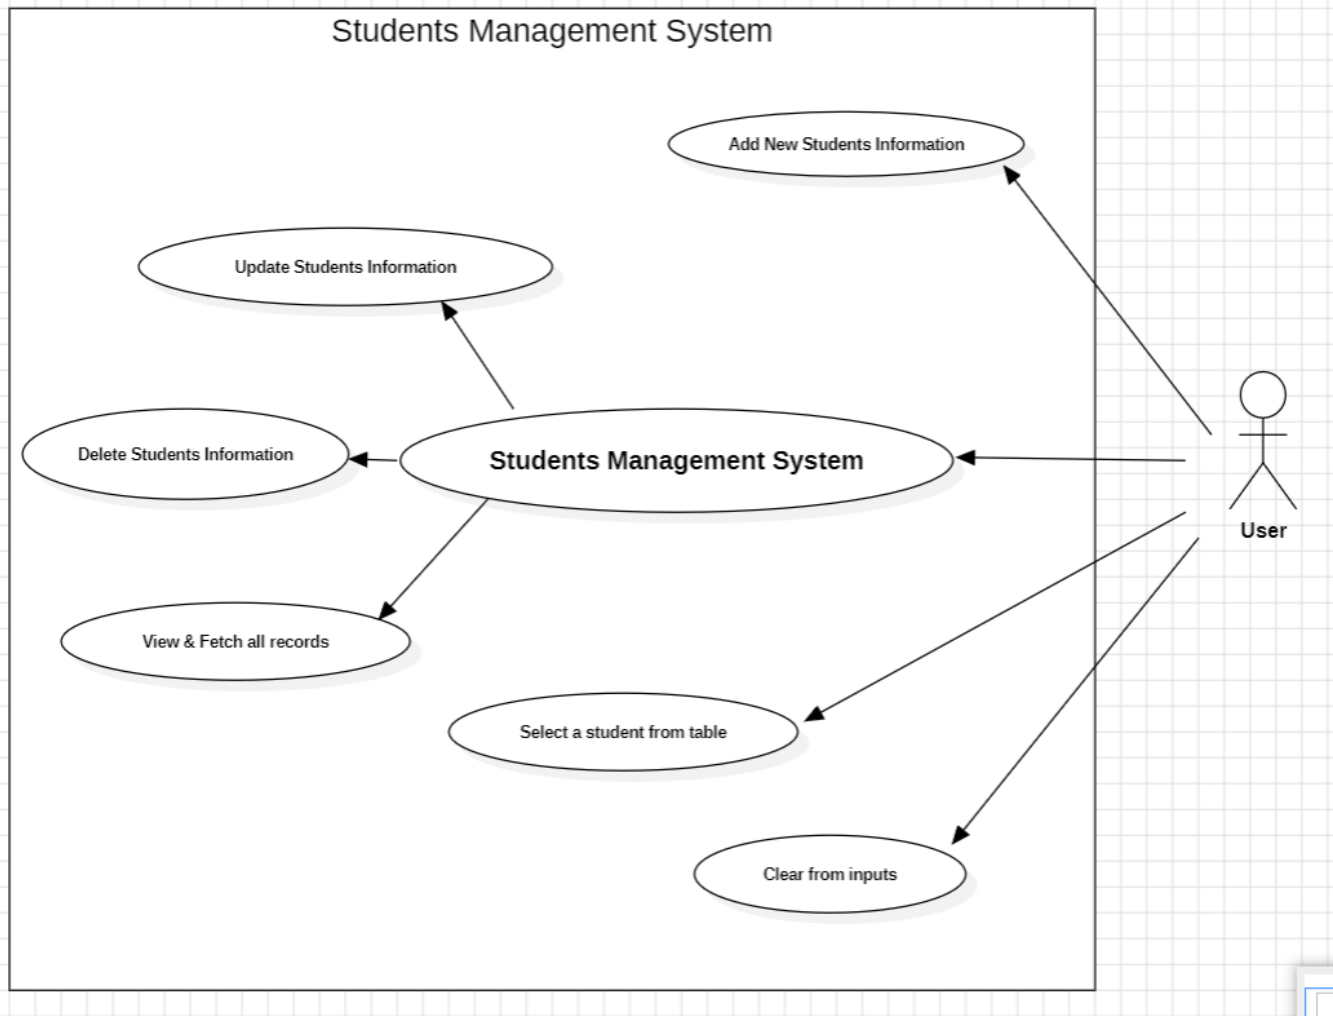 Students Management System
Add New Students Information
Update Students Information
Delete Students Information
Students Management System
User
View & Fetch all records
Select a student from table
Clear from inputs